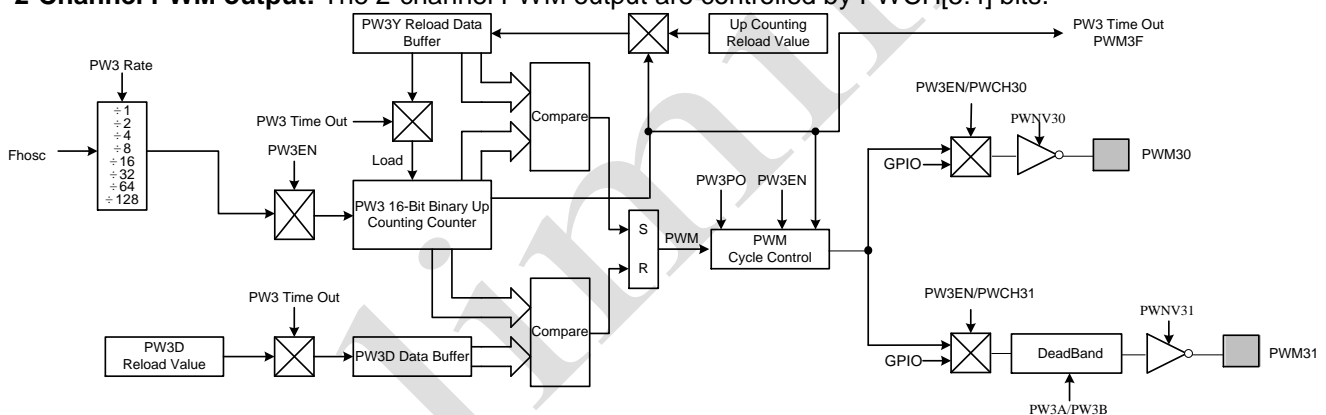 2-Channel PWM output: The 2-channel PWM output are controlled by PWCH[5:4] bits.
PW3Y Reload Data
Buffer
Up Counting
Reload Value
PW3 Time Out
PWM3F
PW3 Rate
÷1
÷2
÷4
÷8
÷16
÷32
÷64
÷128
Fhosc
PW3 Time Out
Load
Compare
PW3EN
PW3 16-Bit Binary Up
Counting Counter
PW3EN/PWCH30
PWNV30
GPIO
PWM30
PW3PO
PW3EN
S
R
PWM
PWM
Cycle Control
PW3 Time Out
PW3D
Reload Value
PW3D Data Buffer
Compare
PW3EN/PWCH31
PWNV31
GPIO
DeadBand
PWM31
PW3A/PW3B